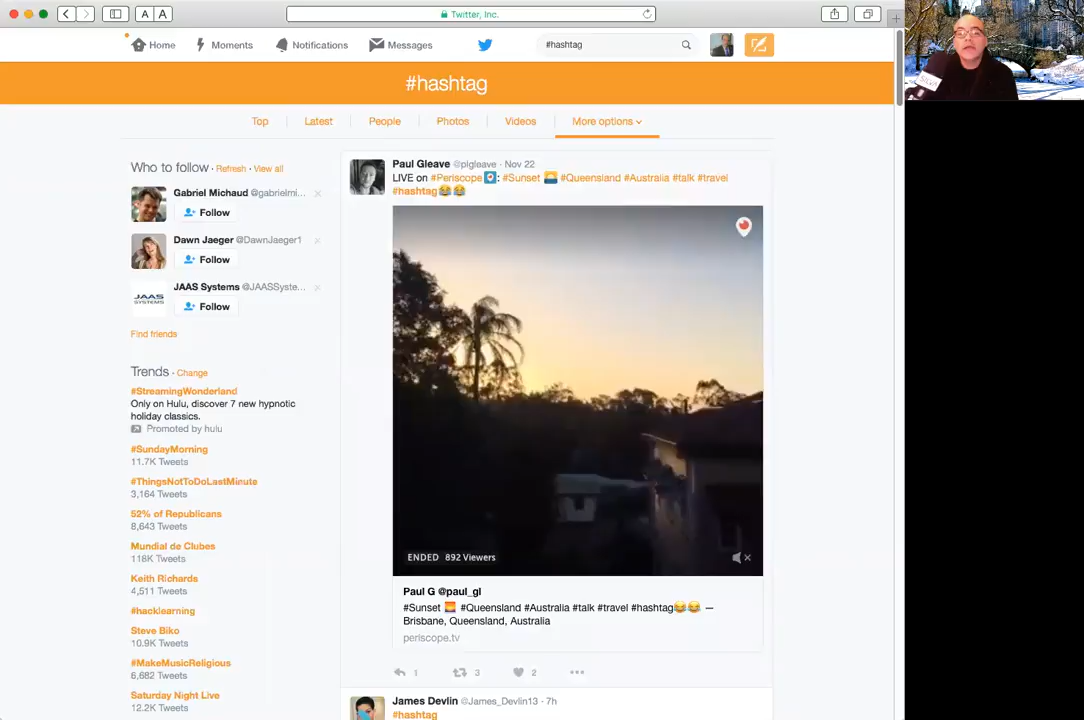 A A
Twitter, Inc.
Home
Moments
Notifications
Messages
#hashtag
#hashtag
Top
Latest
People
Photos
Videos
More options
Who to follow · Refresh · View all
Gabriel Michaud @gabrielmi...
Follow
Dawn Jaeger @DawnJaeger1
Follow
JAAS SYSTEMS
JAAS Systems @JAASSyste...
Follow
Find friends
Trends · Change
#StreamingWonderland
Only on Hulu, discover 7 new hypnotic
holiday classics.
Promoted by hulu
#SundayMorning
11.7K Tweets
#ThingsNotToDoLastMinute
3,164 Tweets
52% of Republicans
8,643 Tweets
Mundial de Clubes
118K Tweets
Keith Richards
4,511 Tweets
#hacklearning
Steve Biko
10.9K Tweets
#MakeMusicReligious
6,682 Tweets
Saturday Night Live
12.2K Tweets
Paul Gleave @pigleave · Nov 22
LIVE on #Periscope: #Sunset 🌅 #Queensland #Australia #talk #travel
#hashtag😂😂
ENDED 892 Viewers
Paul G @paul_gl
#Sunset 🌅 #Queensland #Australia #talk #travel #hashtag😂😂 —
Brisbane, Queensland, Australia
periscope.tv
1
3
2
James Devlin @James_Devlin13 · 7h
#hashtag